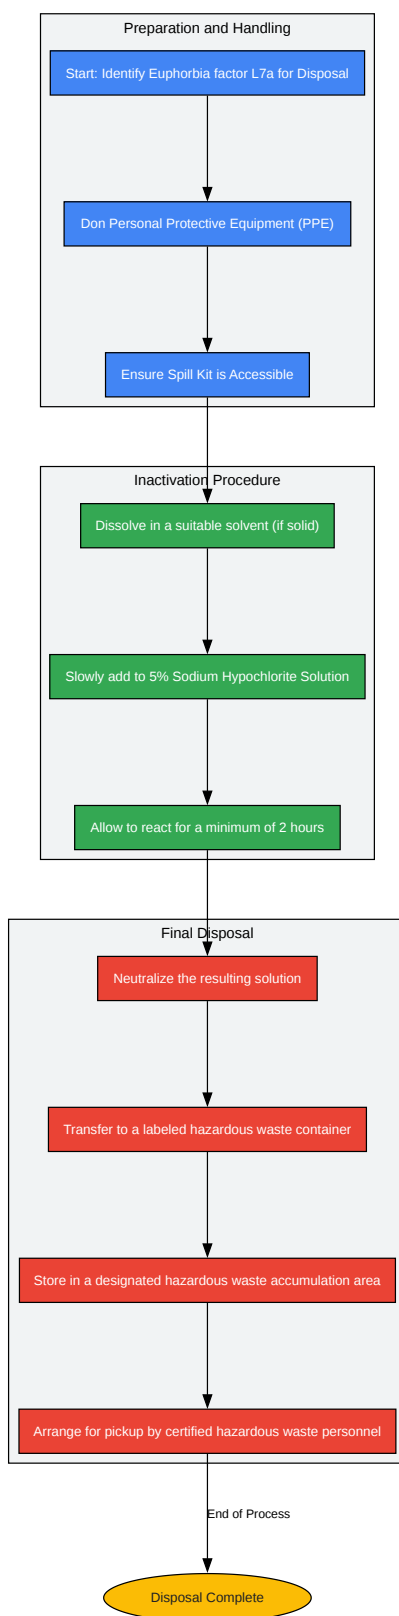 Preparation and Handling
Start: Identify Euphorbia factor L7a for Disposal
Don Personal Protective Equipment (PPE)
Ensure Spill Kit is Accessible
Inactivation Procedure
Dissolve in a suitable solvent (if solid)
Slowly add to 5% Sodium Hypochlorite Solution
Allow to react for a minimum of 2 hours
Final Disposal
Neutralize the resulting solution
Transfer to a labeled hazardous waste container
Store in a designated hazardous waste accumulation area
Arrange for pickup by certified hazardous waste personnel
End of Process
Disposal Complete